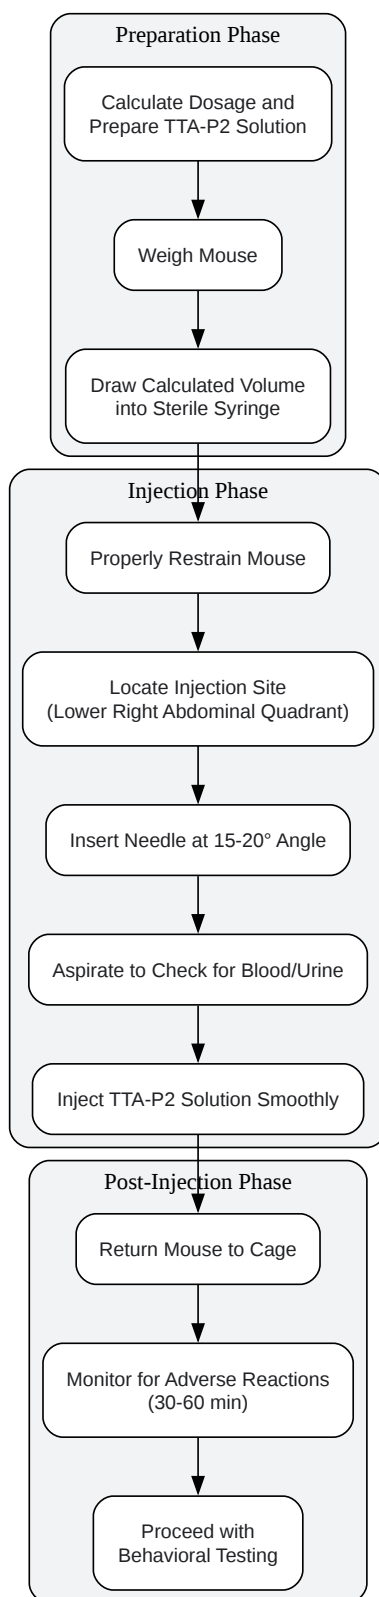 Preparation Phase
Calculate Dosage and
Prepare TTA-P2 Solution
Weigh Mouse
Draw Calculated Volume
into Sterile Syringe
Injection Phase
Properly Restrain Mouse
Locate Injection Site
(Lower Right Abdominal Quadrant)
Insert Needle at 15-20° Angle
Aspirate to Check for Blood/Urine
Inject TTA-P2 Solution Smoothly
Post-Injection Phase
Return Mouse to Cage
Monitor for Adverse Reactions
(30-60 min)
Proceed with
Behavioral Testing